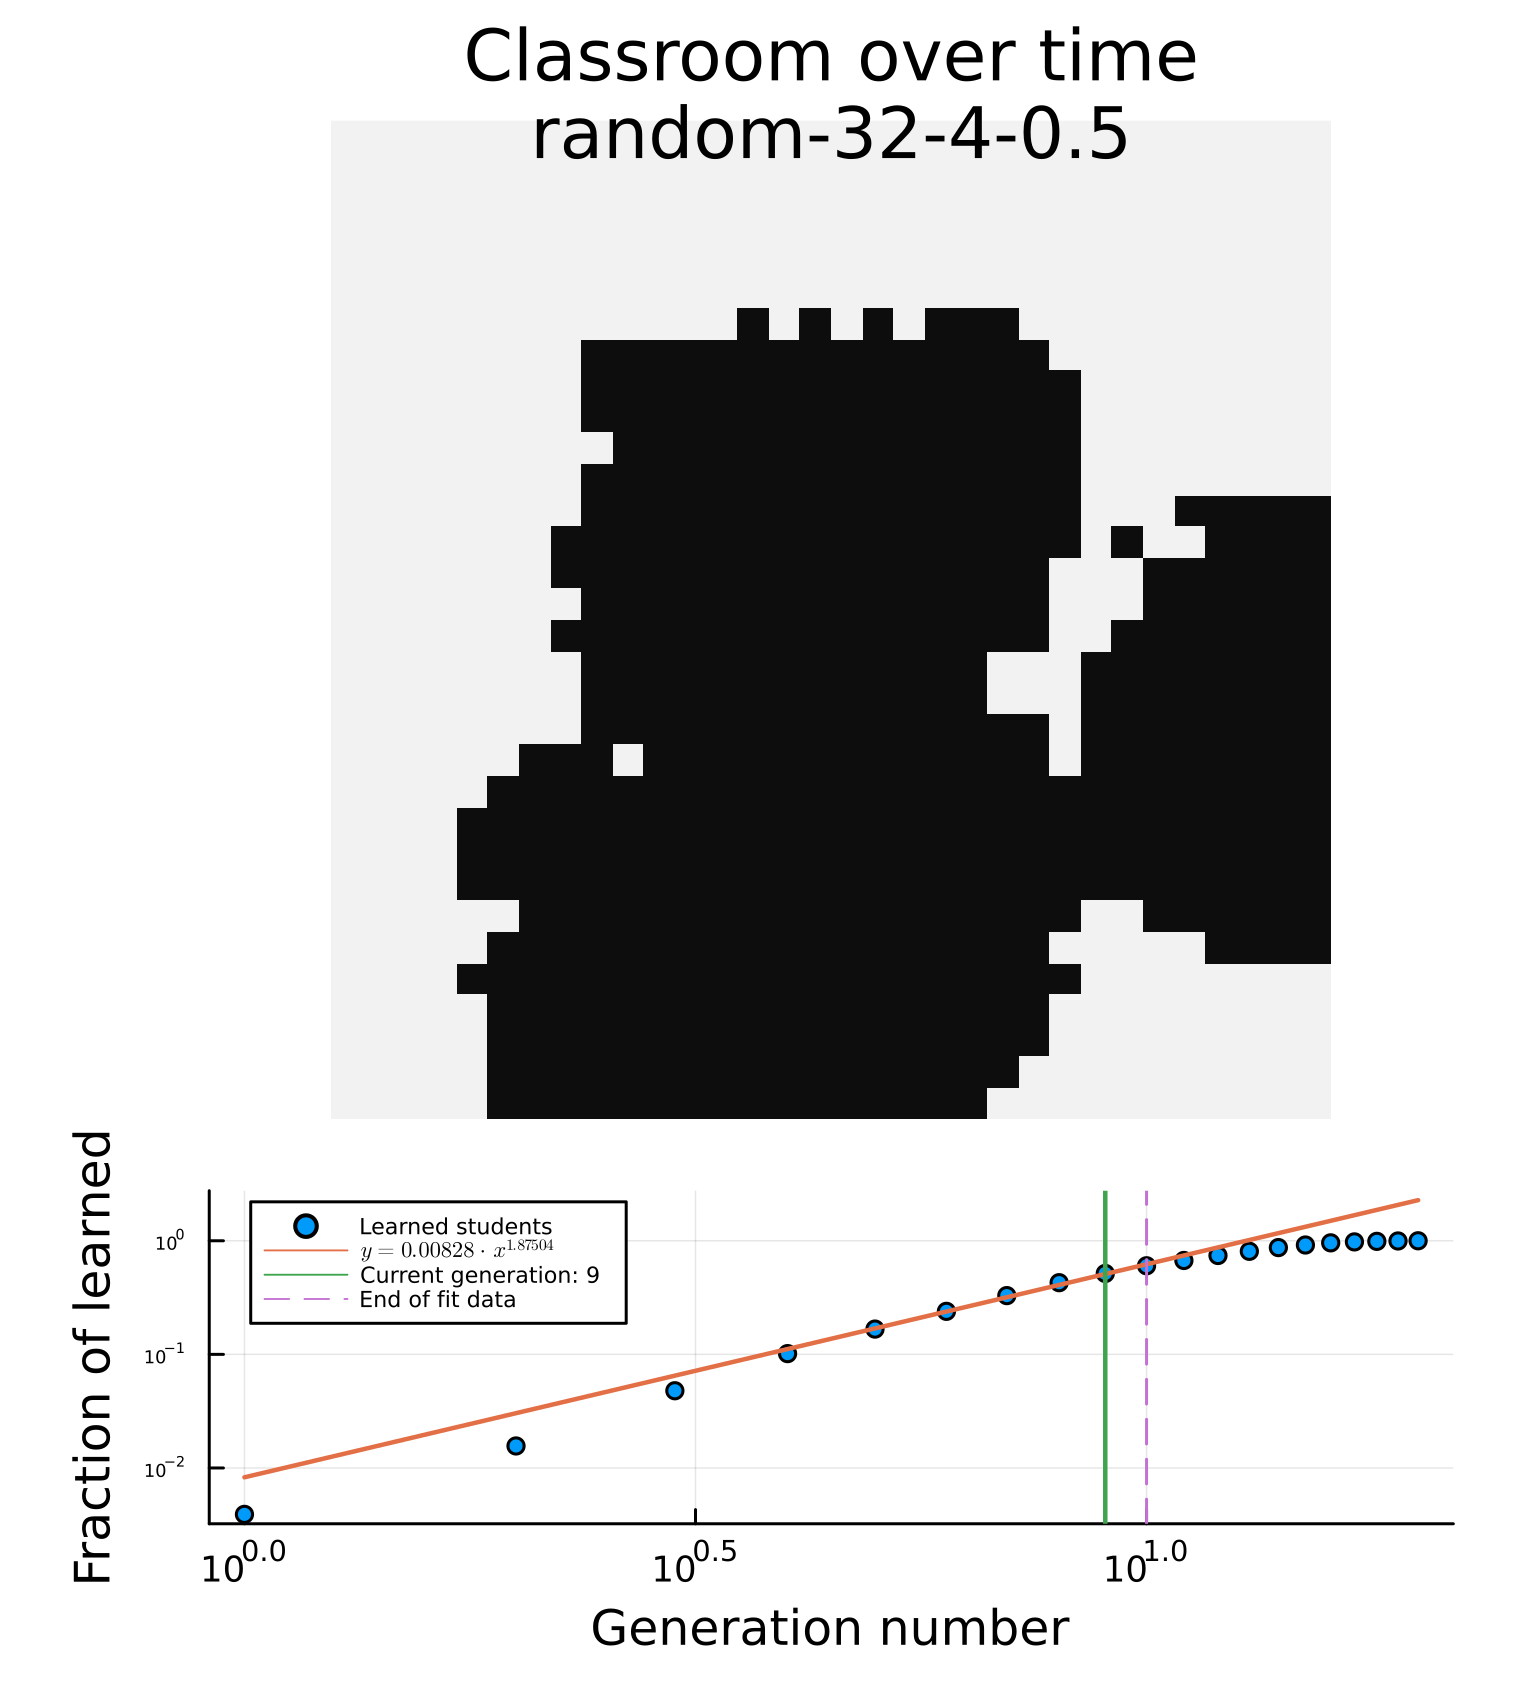 Classroom over time
random-32-4-0.5
Fraction of learned
10^0
10^-1
10^-2
Learned students
y = 0.00828 · x^1.87504
Current generation: 9
End of fit data
10^0.0 10^0.5 10^1.0
Generation number